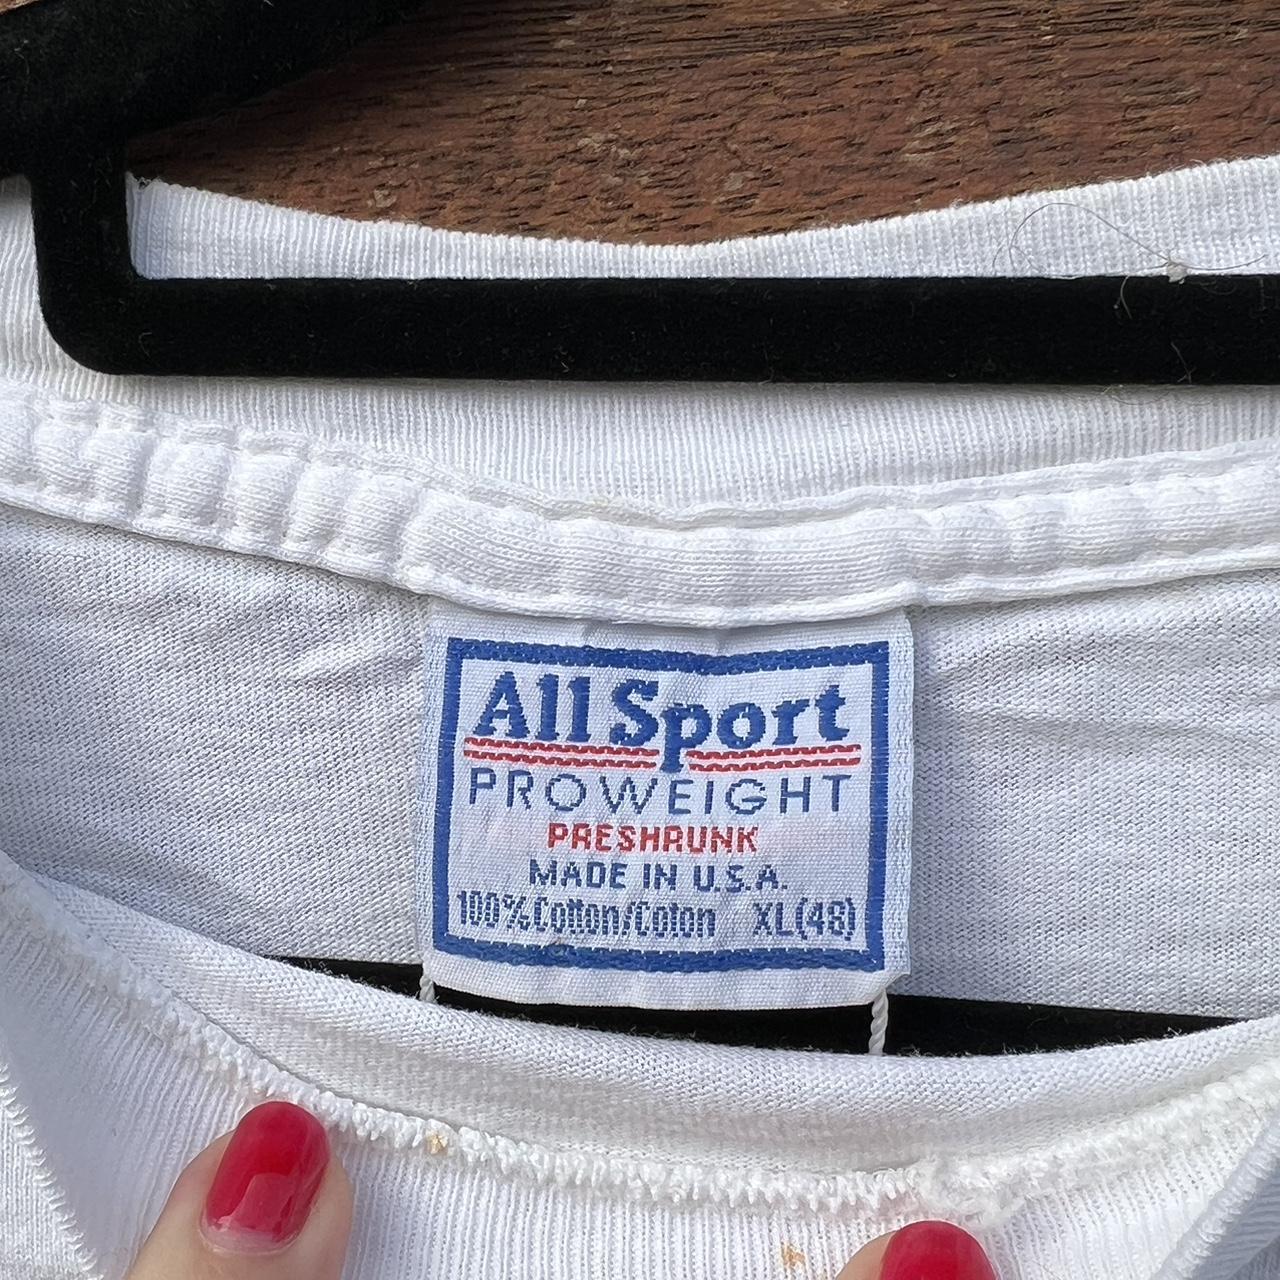 All Sport
PROWEIGHT
PRESHRUNK
MADE IN U.S.A.
100% Cotton/Coton XL(48)